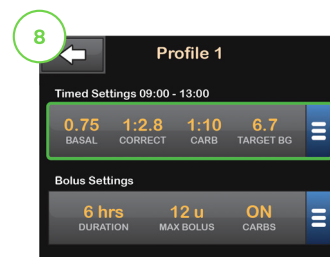 8
Profile 1
Timed Settings 09:00 - 13:00
0.75 1:2.8 1:10 6.7
BASAL CORRECT CARB TARGET BG
Bolus Settings
6 hrs 12 u ON
DURATION MAX BOLUS CARBS